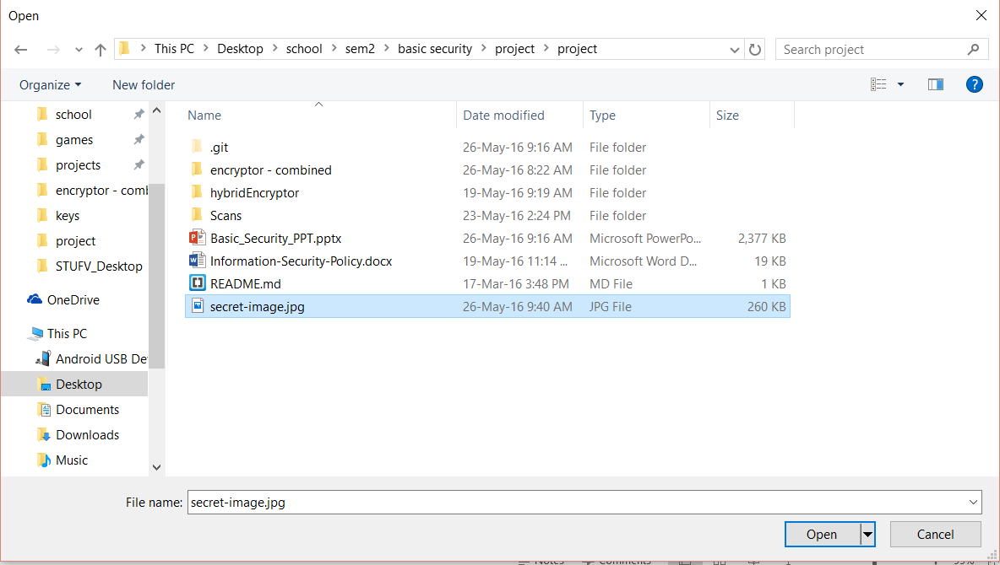 Open
This PC Desktop school sem2 basic security project project
Search project
Organize New folder
?
Name Date modified Type Size
school
games
projects
encryptor - comb
keys
project
STUFV_Desktop
OneDrive
This PC
Android USB De
Desktop
Documents
Downloads
Music
.git 26-May-16 9:16 AM File folder
encryptor - combined 26-May-16 8:22 AM File folder
hybridEncryptor 19-May-16 9:19 AM File folder
Scans 23-May-16 2:24 PM File folder
Basic_Security_PPT.pptx 26-May-16 9:16 AM Microsoft PowerPo... 2,377 KB
Information-Security-Policy.docx 19-May-16 11:14 ... Microsoft Word D... 19 KB
README.md 17-Mar-16 3:48 PM MD File 1 KB
secret-image.jpg 26-May-16 9:40 AM JPG File 260 KB
File name: secret-image.jpg
Open Cancel
Notes Comments